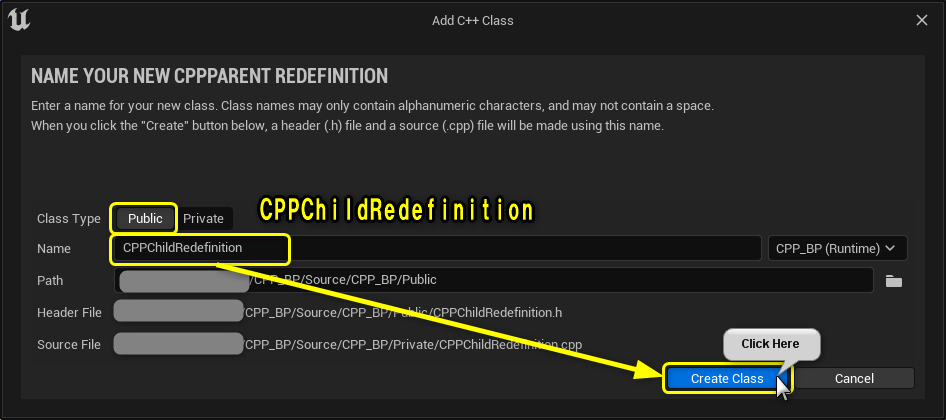 Add C++ Class
NAME YOUR NEW CPPPARENT REDEFINITION
Enter a name for your new class. Class names may only contain alphanumeric characters, and may not contain a space.
When you click the "Create" button below, a header (.h) file and a source (.cpp) file will be made using this name.
CPPChildRedefinition
Class Type Public Private
Name CPPChildRedefinition CPP_BP (Runtime)
Path /CPP_BP/Source/CPP_BP/Public
Header File CPP_BP/Source/CPP_BP/Public/CPPChildRedefinition.h
Source File /CPP_BP/Source/CPP_BP/Private/CPPChildRedefinition.cpp
Click Here
Create Class Cancel